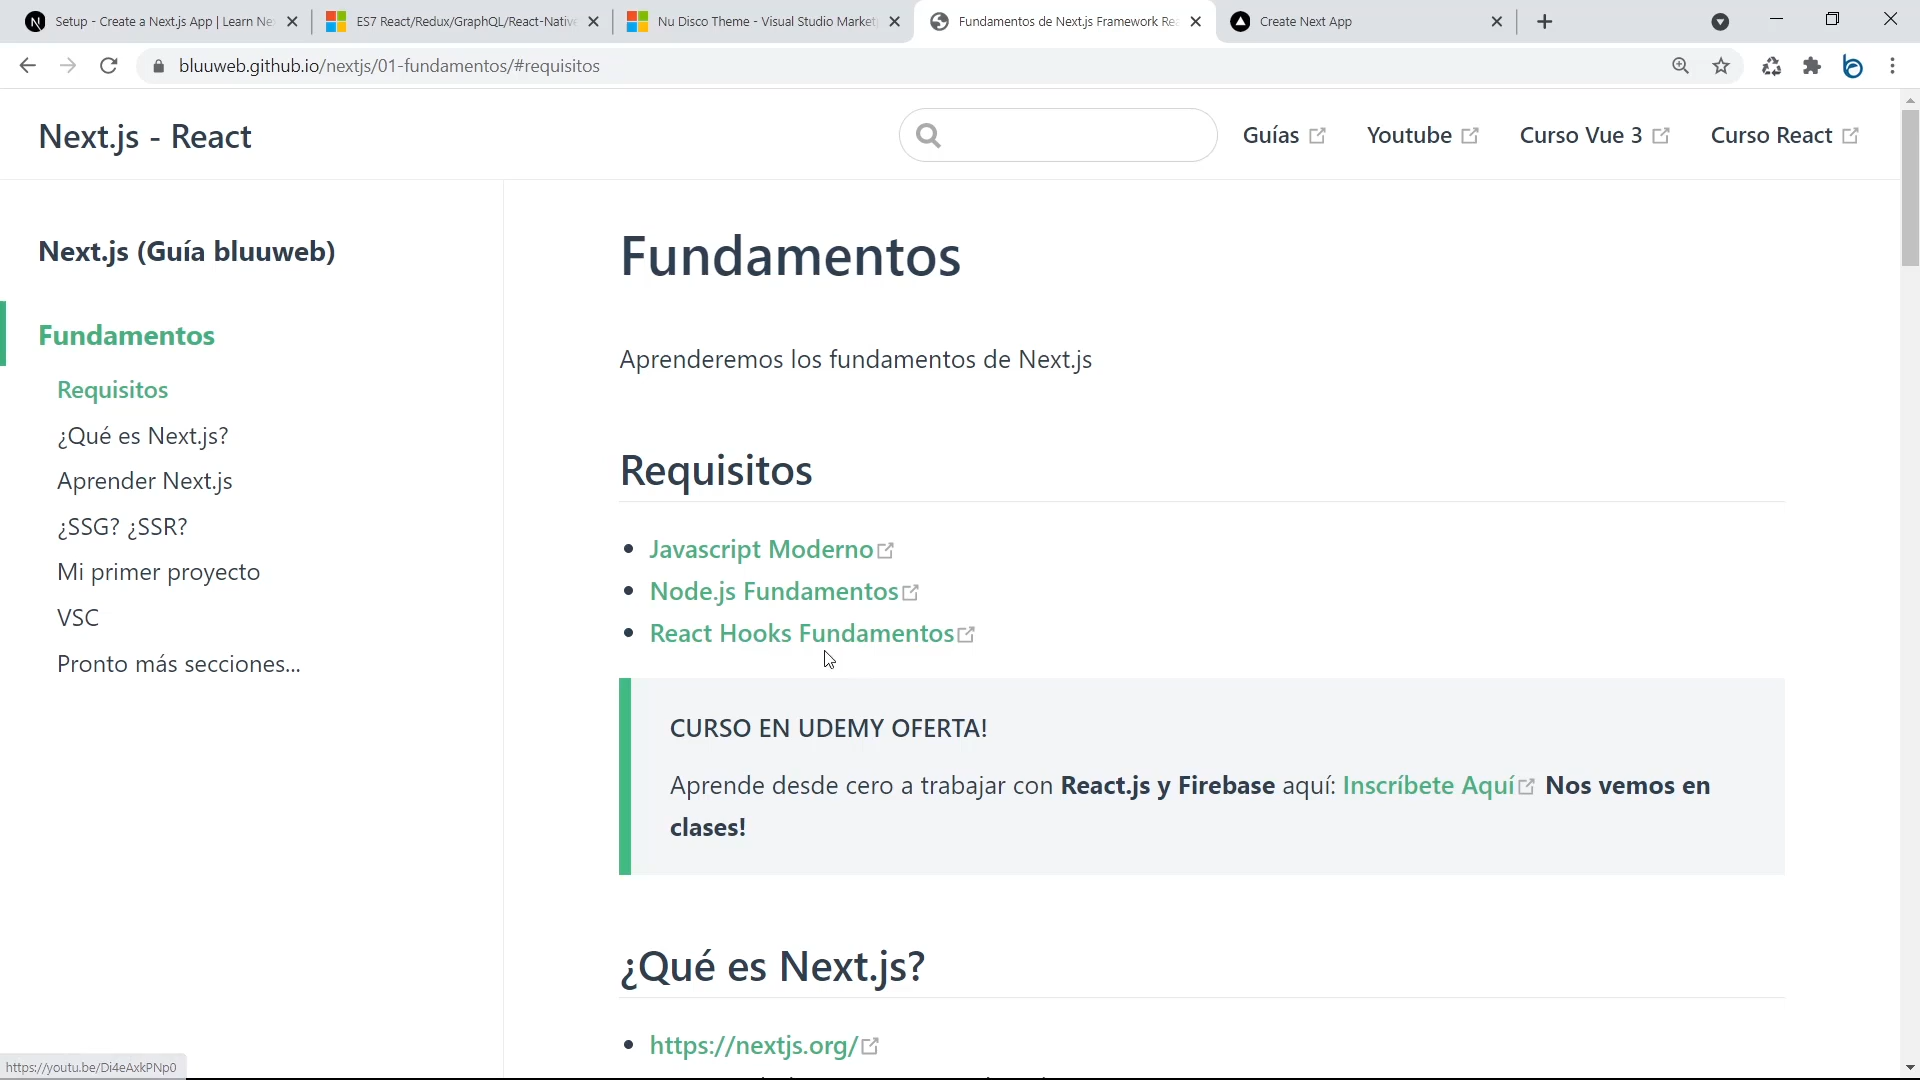 Setup - Create a Next.js App | Learn Ne
ES7 React/Redux/GraphQL/React-Native
Nu Disco Theme - Visual Studio Market
Fundamentos de Next.js Framework Re
Create Next App
bluuweb.github.io/nextjs/01-fundamentos/#requisitos
Next.js - React
Guías
Youtube
Curso Vue 3
Curso React
Next.js (Guía bluuweb)
Fundamentos
Requisitos
¿Qué es Next.js?
Aprender Next.js
¿SSG? ¿SSR?
Mi primer proyecto
VSC
Pronto más secciones...
Fundamentos
Aprenderemos los fundamentos de Next.js
Requisitos
Javascript Moderno
Node.js Fundamentos
React Hooks Fundamentos
CURSO EN UDEMY OFERTA!
Aprende desde cero a trabajar con React.js y Firebase aquí: Inscríbete Aquí Nos vemos en
clases!
¿Qué es Next.js?
https://nextjs.org/
https://youtu.be/Di4eAxkPNp0